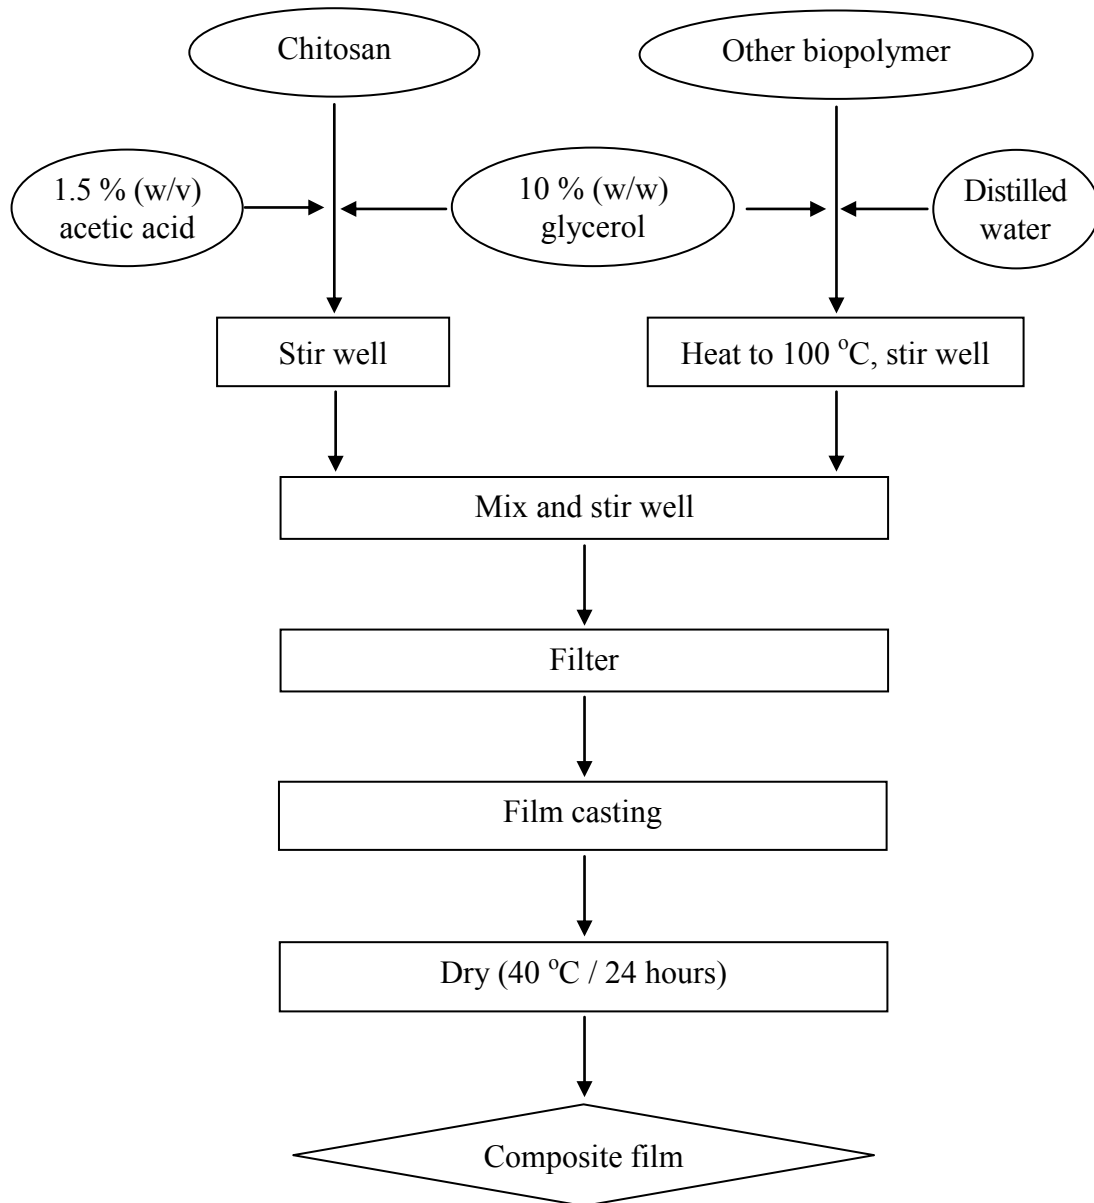 Chitosan
Other biopolymer
1.5 % (w/v)
acetic acid
10 % (w/w)
glycerol
Distilled
water
Stir well
Heat to 100 °C, stir well
Mix and stir well
Filter
Film casting
Dry (40 °C / 24 hours)
Composite film